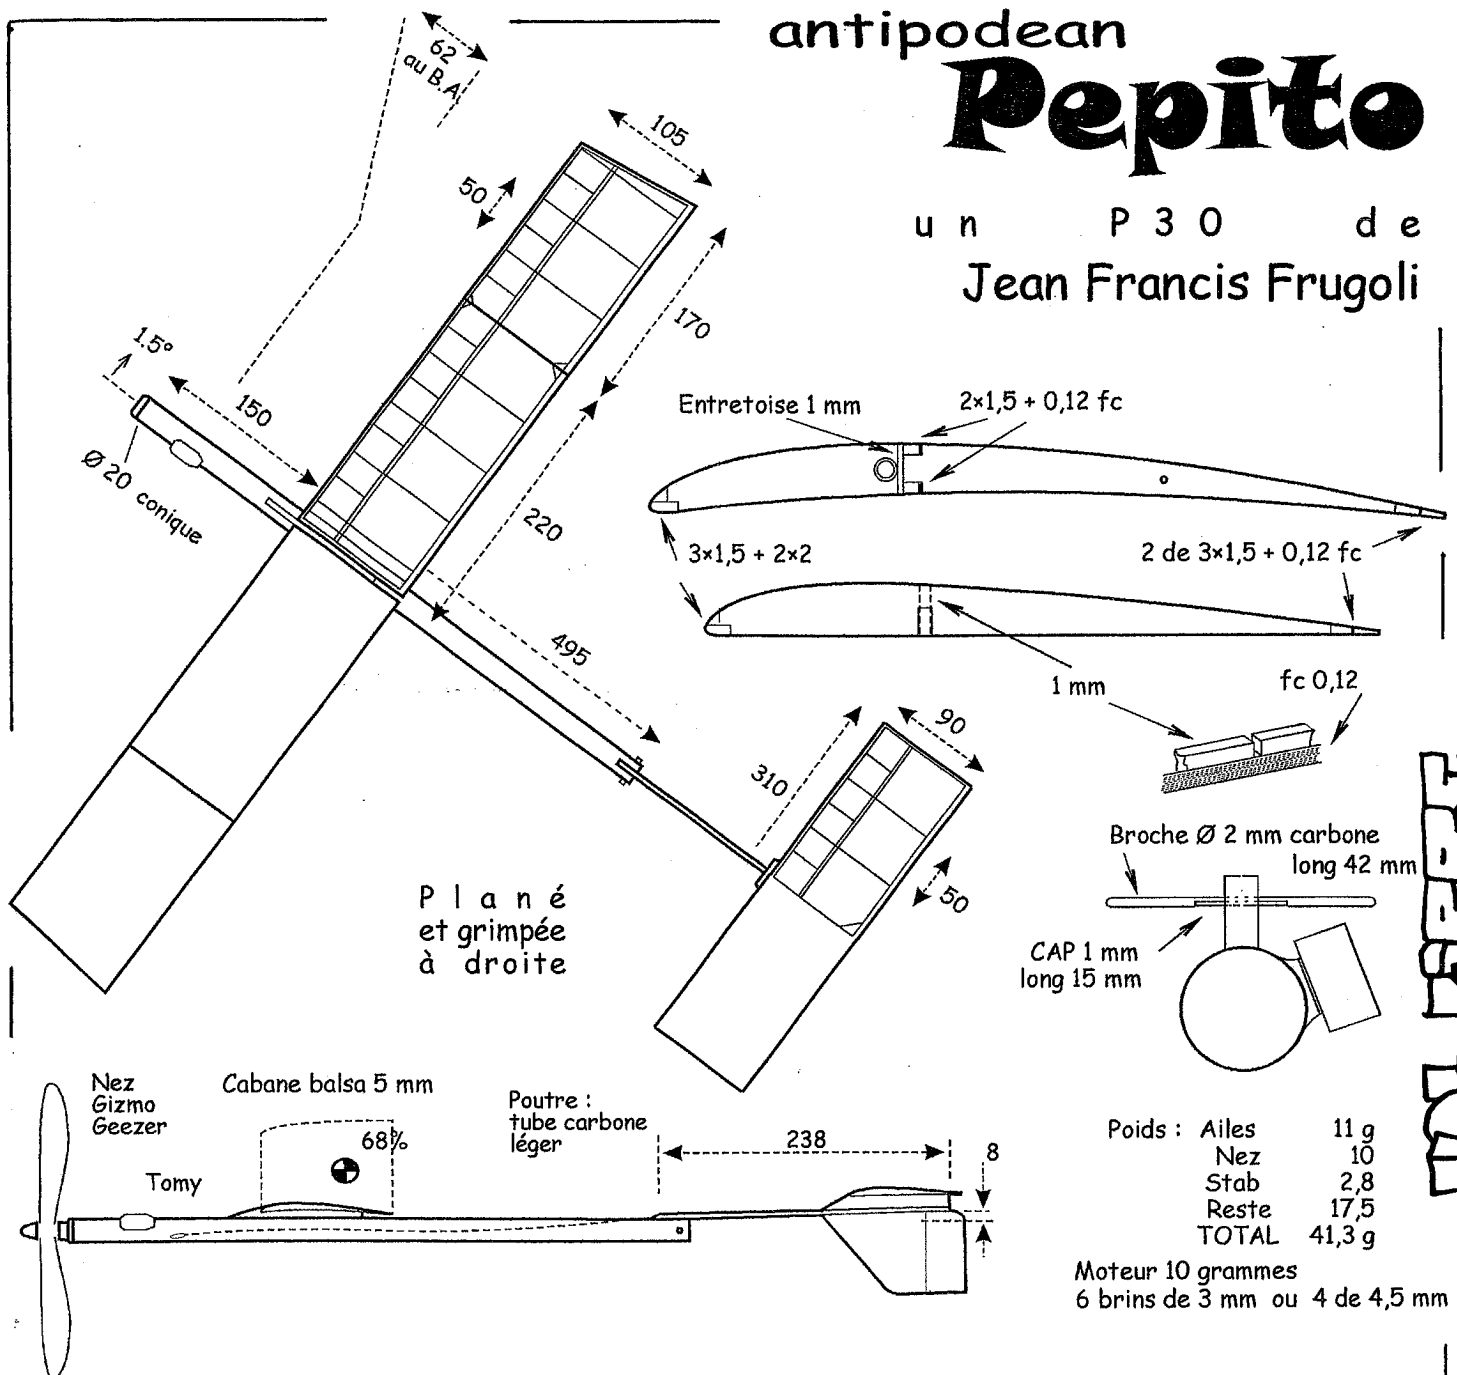 antipodean
Pepito
un P30 de
Jean Francis Frugoli
62
au B.A.
105
50
170
1.5°
150
Ø 20 conique
220
495
Entretoise 1 mm
2×1,5 + 0,12 fc
3×1,5 + 2×2
2 de 3×1,5 + 0,12 fc
1 mm
fc 0,12
90
310
50
Broche Ø 2 mm carbone
long 42 mm
CAP 1 mm
long 15 mm
Plané
et grimpée
à droite
Nez
Gizmo
Geezer
Cabane balsa 5 mm
68%
Tomy
Poutre :
tube carbone
léger
238
8
Poids : Ailes 11 g
Nez 10
Stab 2,8
Reste 17,5
TOTAL 41,3 g
Moteur 10 grammes
6 brins de 3 mm ou 4 de 4,5 mm